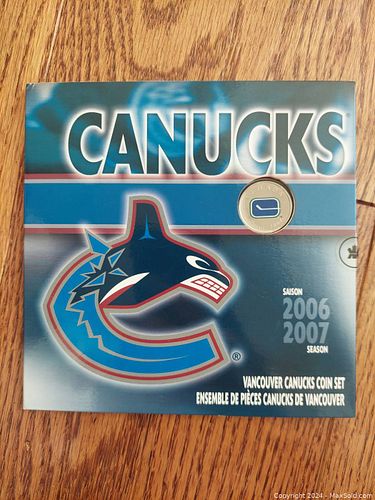 CANUCKS
SAISON
2006
2007
SEASON
®
VANCOUVER CANUCKS COIN SET
ENSEMBLE DE PIÈCES CANUCKS DE VANCOUVER
Copyright 2024 - MaxSold.com